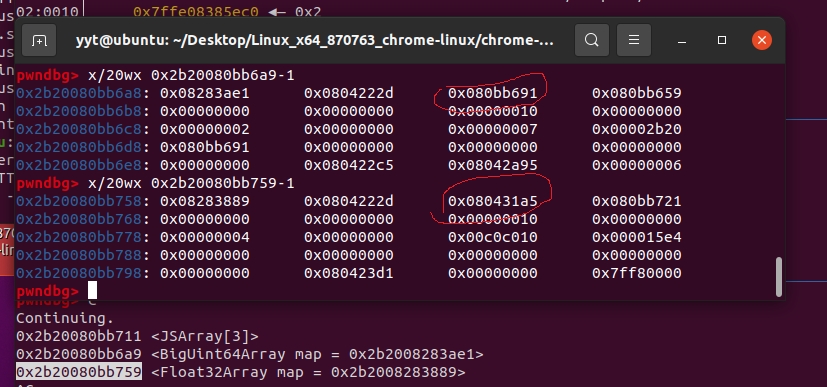 02:0010 0x7ffe08385ec0 ◂— 0x2
yyt@ubuntu: ~/Desktop/Linux_x64_870763_chrome-linux/chrome-...
pwndbg> x/20wx 0x2b20080bb6a9-1
0x2b20080bb6a8: 0x08283ae1 0x0804222d 0x080bb691 0x080bb659
0x2b20080bb6b8: 0x00000000 0x00000000 0x00000010 0x00000000
0x2b20080bb6c8: 0x00000002 0x00000000 0x00000007 0x00002b20
0x2b20080bb6d8: 0x080bb691 0x00000000 0x00000000 0x00000000
0x2b20080bb6e8: 0x00000000 0x080422c5 0x08042a95 0x00000006
pwndbg> x/20wx 0x2b20080bb759-1
0x2b20080bb758: 0x08283889 0x0804222d 0x080431a5 0x080bb721
0x2b20080bb768: 0x00000000 0x00000000 0x00000010 0x00000000
0x2b20080bb778: 0x00000004 0x00000000 0x00c0c010 0x000015e4
0x2b20080bb788: 0x00000000 0x00000000 0x00000000 0x00000000
0x2b20080bb798: 0x00000000 0x080423d1 0x00000000 0x7ff80000
pwndbg>
pwndbg> c
Continuing.
0x2b20080bb711 <JSArray[3]>
0x2b20080bb6a9 <BigUint64Array map = 0x2b2008283ae1>
0x2b20080bb759 <Float32Array map = 0x2b2008283889>